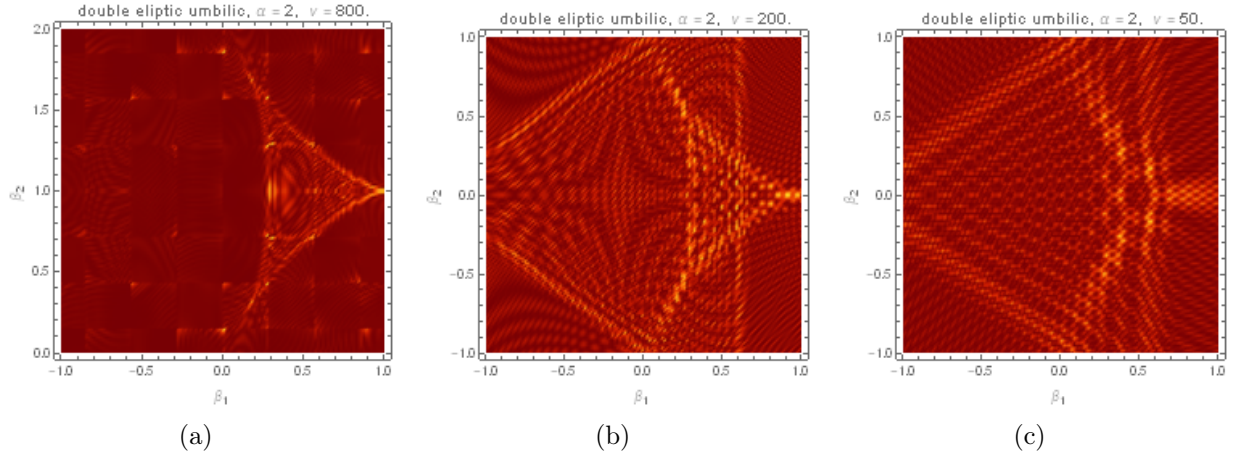 double eliptic umbilic, α = 2, ν = 800.
2.0
1.5
β₂ 1.0
0.5
0.0
-1.0 -0.5 0.0 0.5 1.0
β₁
(a)
double eliptic umbilic, α = 2, ν = 200.
1.0
0.5
β₂ 0.0
-0.5
-1.0
-1.0 -0.5 0.0 0.5 1.0
β₁
(b)
double eliptic umbilic, α = 2, ν = 50.
1.0
0.5
β₂ 0.0
-0.5
-1.0
-1.0 -0.5 0.0 0.5 1.0
β₁
(c)